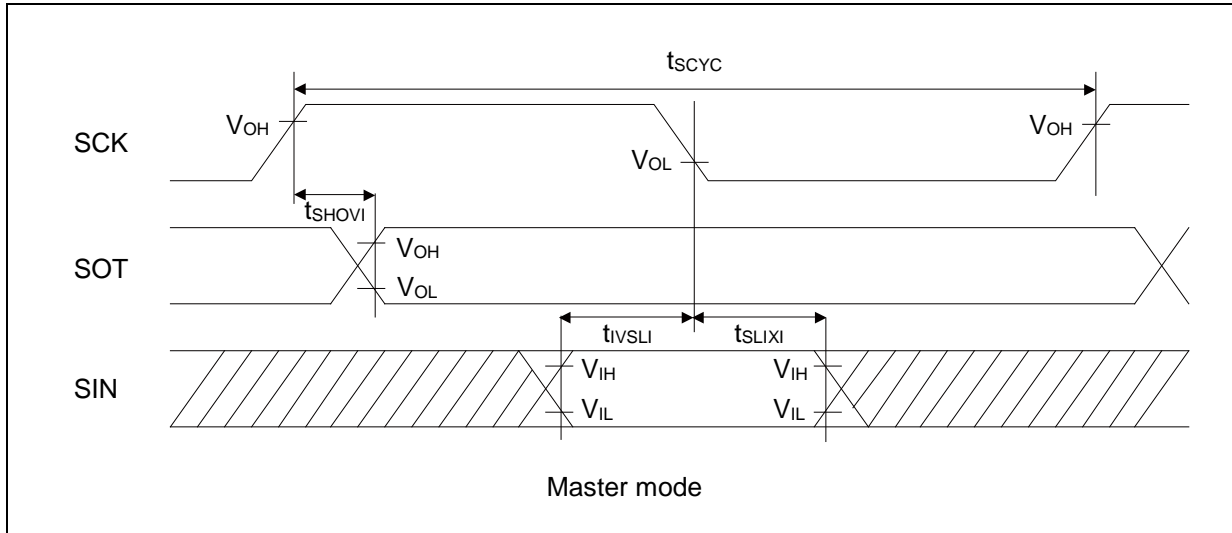 tSCYC
SCK
VOH
VOL
VOH
tSHOVI
SOT
VOH
VOL
tIVSLI
tSLIXI
SIN
VIH
VIH
VIL
VIL
Master mode